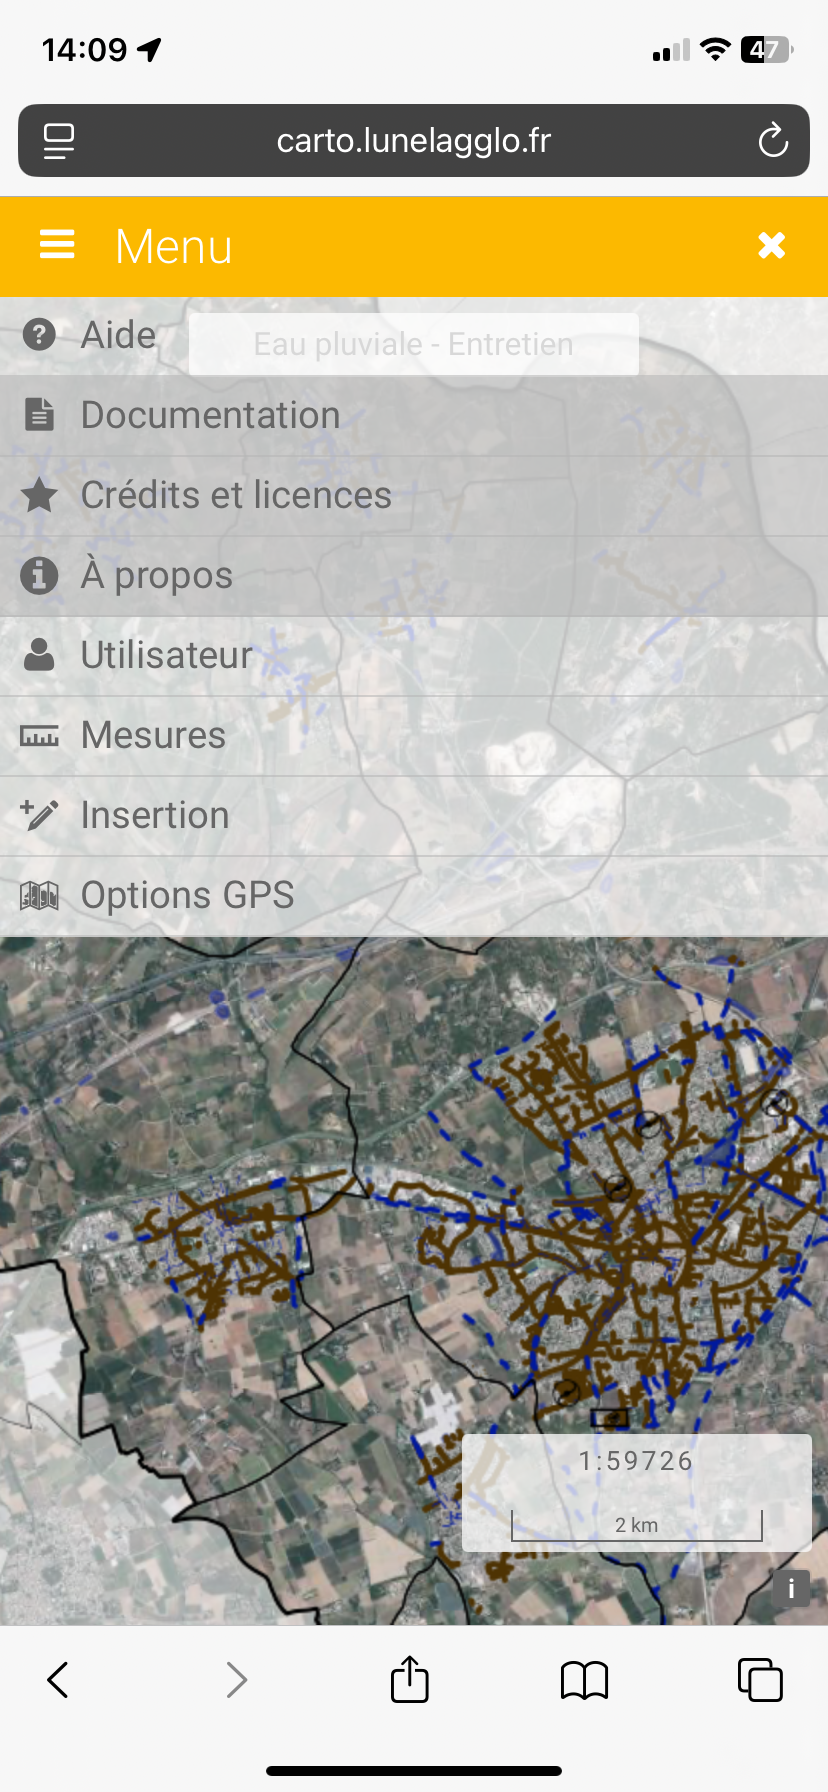 14:09
47
carto.lunelagglo.fr
Menu
Aide
Eau pluviale - Entretien
Documentation
Crédits et licences
À propos
Utilisateur
Mesures
Insertion
Options GPS
1:59726
2 km
i